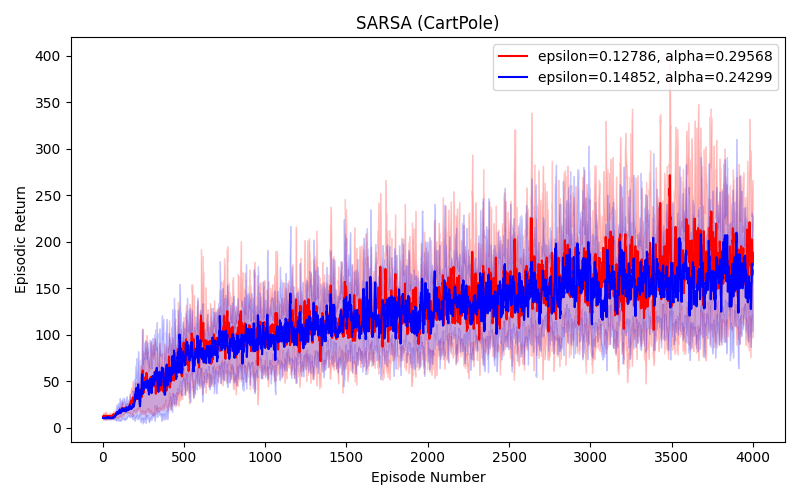 SARSA (CartPole)
epsilon=0.12786, alpha=0.29568
epsilon=0.14852, alpha=0.24299
Episodic Return
400
350
300
250
200
150
100
50
0
0 500 1000 1500 2000 2500 3000 3500 4000
Episode Number